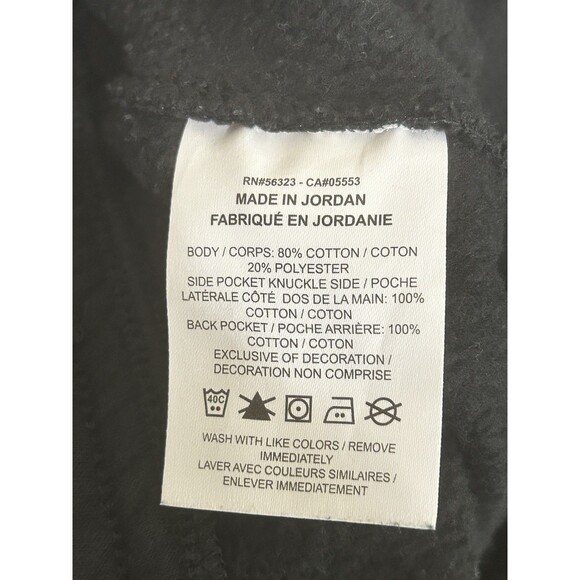 RN#56323 - CA#05553
MADE IN JORDAN
FABRIQUÉ EN JORDANIE
BODY / CORPS: 80% COTTON / COTON
20% POLYESTER
SIDE POCKET KNUCKLE SIDE / POCHE
LATÉRALE CÔTÉ DOS DE LA MAIN: 100%
COTTON / COTON
BACK POCKET / POCHE ARRIÈRE: 100%
COTTON / COTON
EXCLUSIVE OF DECORATION /
DECORATION NON COMPRISE
40C
WASH WITH LIKE COLORS / REMOVE
IMMEDIATELY
LAVER AVEC COULEURS SIMILAIRES /
ENLEVER IMMEDIATEMENT